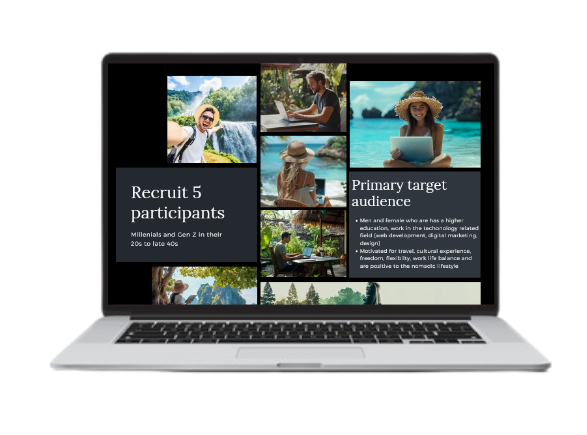 Recruit 5
participants
Millenials and Gen Z in their
20s to late 40s
Primary target
audience
• Men and female who are has a higher
education, work in the techonology related
field (web development, digital marketing,
design)
• Motivated for travel, cultural experience,
freedom, flexibility, work life balance and
are positive to the nomadic lifestyle